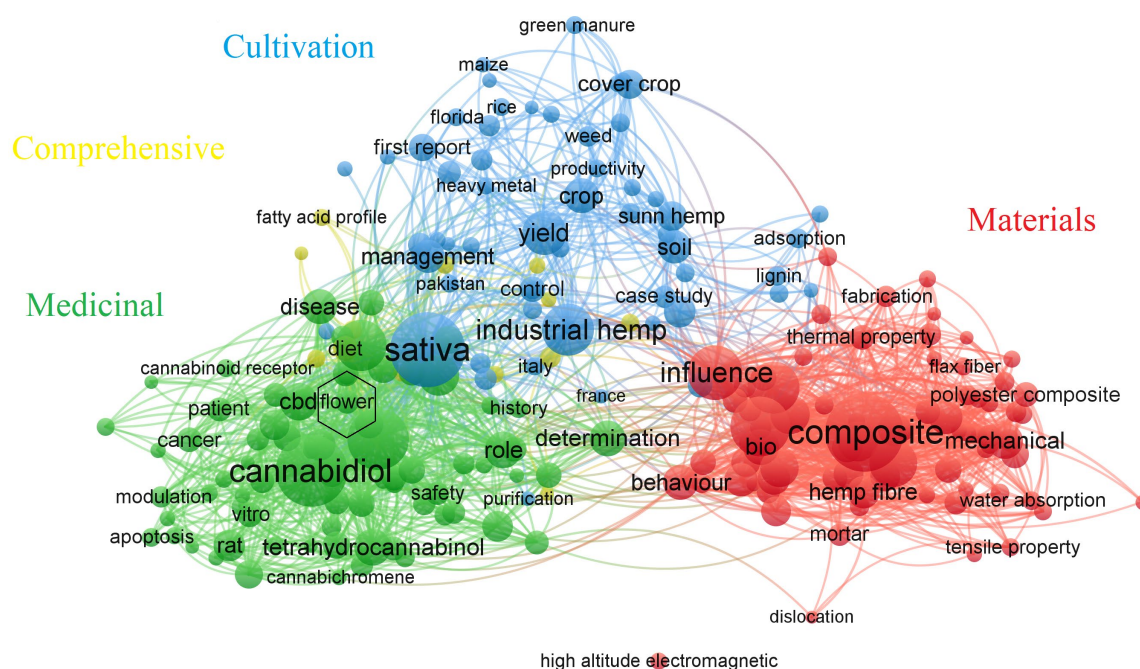 green manure
Cultivation
maize
cover crop
rice
florida
weed
Comprehensive
first report
productivity
heavy metal
crop
fatty acid profile
sunn hemp
Materials
yield
soil
adsorption
management
pakistan
control
lignin
case study
fabrication
Medicinal
disease
industrial hemp
thermal property
diet
sativa
cannabinoid receptor
italy
influence
flax fiber
france
polyester composite
cbd
flower
patient
history
cancer
role
determination
bio
composite
mechanical
cannabidiol
behaviour
modulation
safety
purification
hemp fibre
water absorption
vitro
apoptosis
rat
tetrahydrocannabinol
mortar
tensile property
cannabichromene
dislocation
high altitude electromagnetic